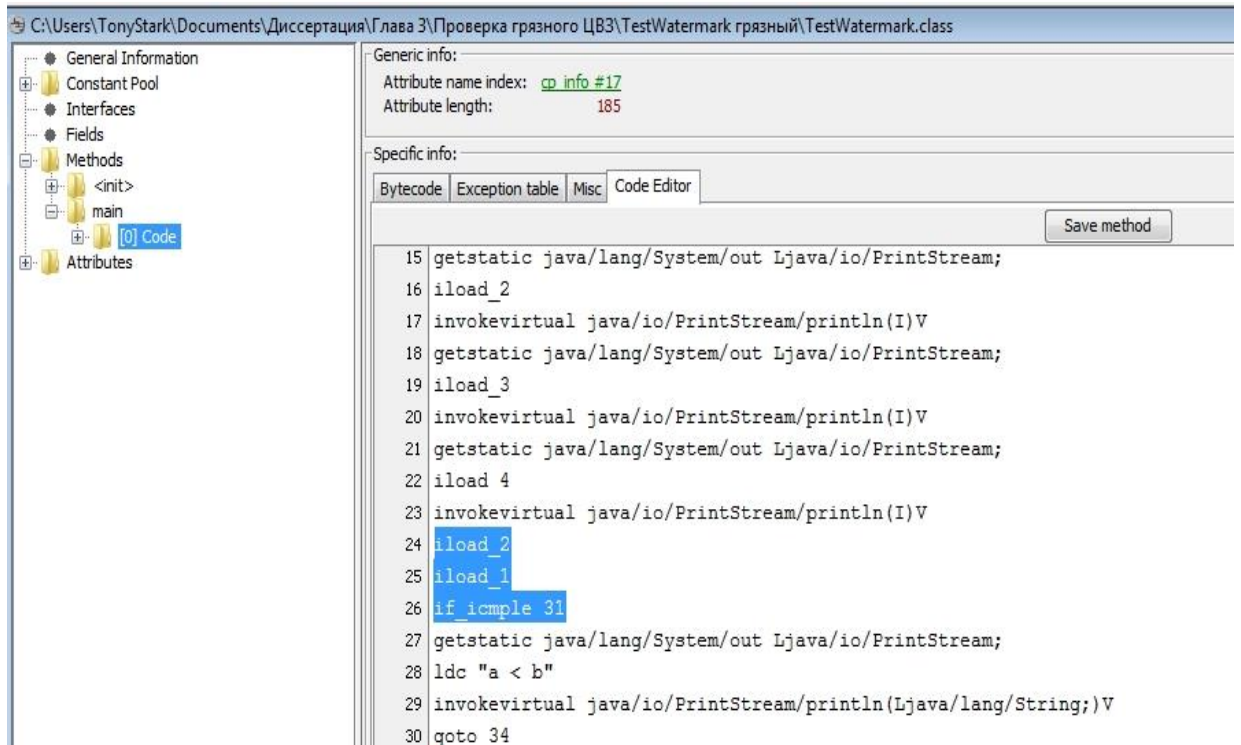 C:\Users\TonyStark\Documents\Диссертация\Глава 3\Проверка грязного ЦВЗ\TestWatermark грязный\TestWatermark.class
General Information
Constant Pool
Interfaces
Fields
Methods
<init>
main
[0] Code
Attributes
Generic info:
Attribute name index: cp_info #17
Attribute length: 185
Specific info:
Bytecode Exception table Misc Code Editor
Save method
15 getstatic java/lang/System/out Ljava/io/PrintStream;
16 iload_2
17 invokevirtual java/io/PrintStream/println(I)V
18 getstatic java/lang/System/out Ljava/io/PrintStream;
19 iload_3
20 invokevirtual java/io/PrintStream/println(I)V
21 getstatic java/lang/System/out Ljava/io/PrintStream;
22 iload 4
23 invokevirtual java/io/PrintStream/println(I)V
24 iload_2
25 iload_1
26 if_icmple 31
27 getstatic java/lang/System/out Ljava/io/PrintStream;
28 ldc "a < b"
29 invokevirtual java/io/PrintStream/println(Ljava/lang/String;)V
30 goto 34